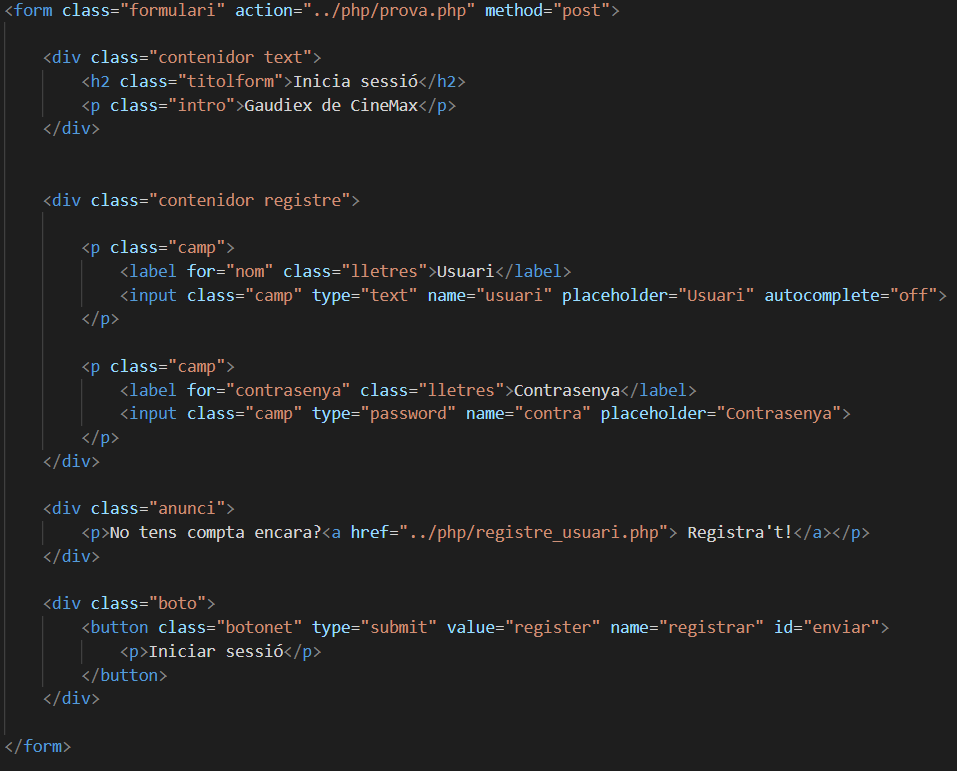 <form class="formulari" action="../php/prova.php" method="post">
<div class="contenidor text">
<h2 class="titolform">Inicia sessió</h2>
<p class="intro">Gaudiex de CineMax</p>
</div>
<div class="contenidor registre">
<p class="camp">
<label for="nom" class="lletres">Usuari</label>
<input class="camp" type="text" name="usuari" placeholder="Usuari" autocomplete="off">
</p>
<p class="camp">
<label for="contrasenya" class="lletres">Contrasenya</label>
<input class="camp" type="password" name="contra" placeholder="Contrasenya">
</p>
</div>
<div class="anunci">
<p>No tens compta encara?<a href="../php/registre_usuari.php"> Registra't!</a></p>
</div>
<div class="boto">
<button class="botonet" type="submit" value="register" name="registrar" id="enviar">
<p>Iniciar sessió</p>
</button>
</div>
</form>